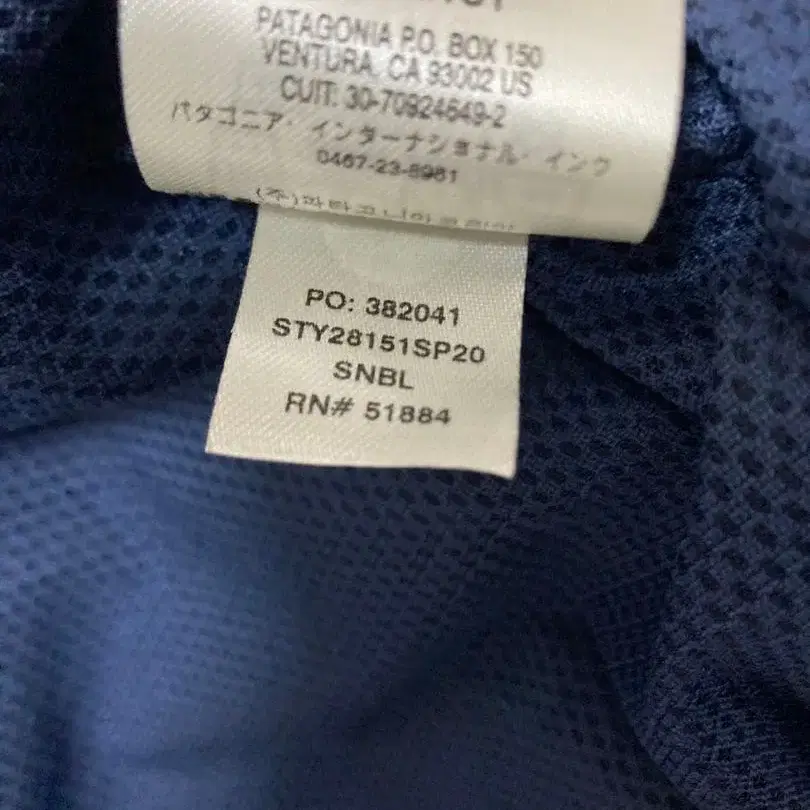 PATAGONIA P.O. BOX 150
VENTURA, CA 93002 US
CUIT: 30-70924649-2
パタゴニア・インターナショナル・インク
0467-23-8961
PO: 382041
STY28151SP20
SNBL
RN# 51884